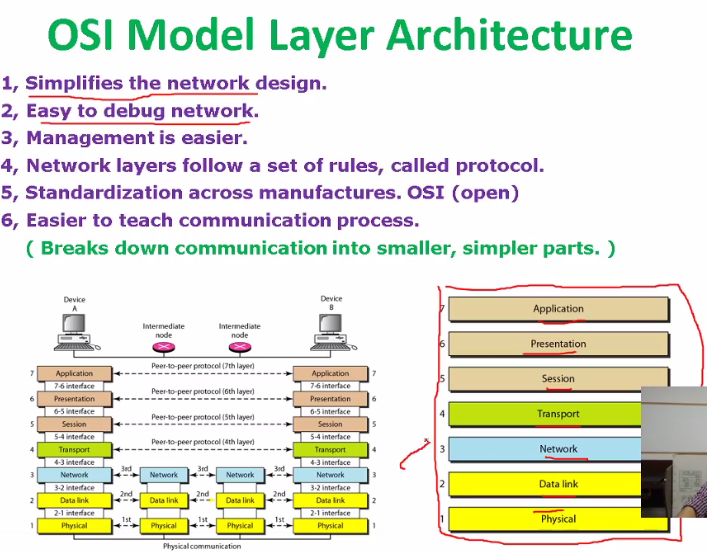 OSI Model Layer Architecture
1, Simplifies the network design.
2, Easy to debug network.
3, Management is easier.
4, Network layers follow a set of rules, called protocol.
5, Standardization across manufactures. OSI (open)
6, Easier to teach communication process.
( Breaks down communication into smaller, simpler parts. )
Device
A
Device
B
Intermediate
node
Intermediate
node
Peer-to-peer protocol (7th layer)
7 Application Application 7
7-6 interface 7-6 interface
Peer-to-peer protocol (6th layer)
6 Presentation Presentation 6
6-5 interface 6-5 interface
Peer-to-peer protocol (5th layer)
5 Session Session 5
5-4 interface 5-4 interface
Peer-to-peer protocol (4th layer)
4 Transport Transport 4
4-3 interface 4-3 interface
3 Network 3rd Network 3rd Network 3rd Network 3
3-2 interface 3-2 interface
2 Data link 2nd Data link 2nd Data link 2nd Data link 2
2-1 interface 2-1 interface
1 Physical 1st Physical 1st Physical 1st Physical 1
Physical communication
7 Application
6 Presentation
5 Session
4 Transport
3 Network
2 Data link
1 Physical